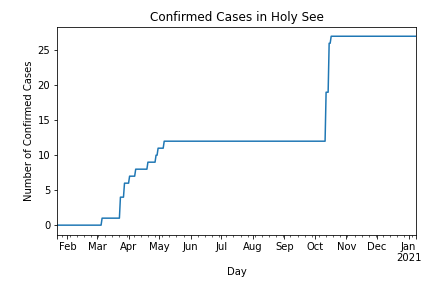 Confirmed Cases in Holy See
Number of Confirmed Cases
25
20
15
10
5
0
Feb Mar Apr May Jun Jul Aug Sep Oct Nov Dec Jan
2021
Day